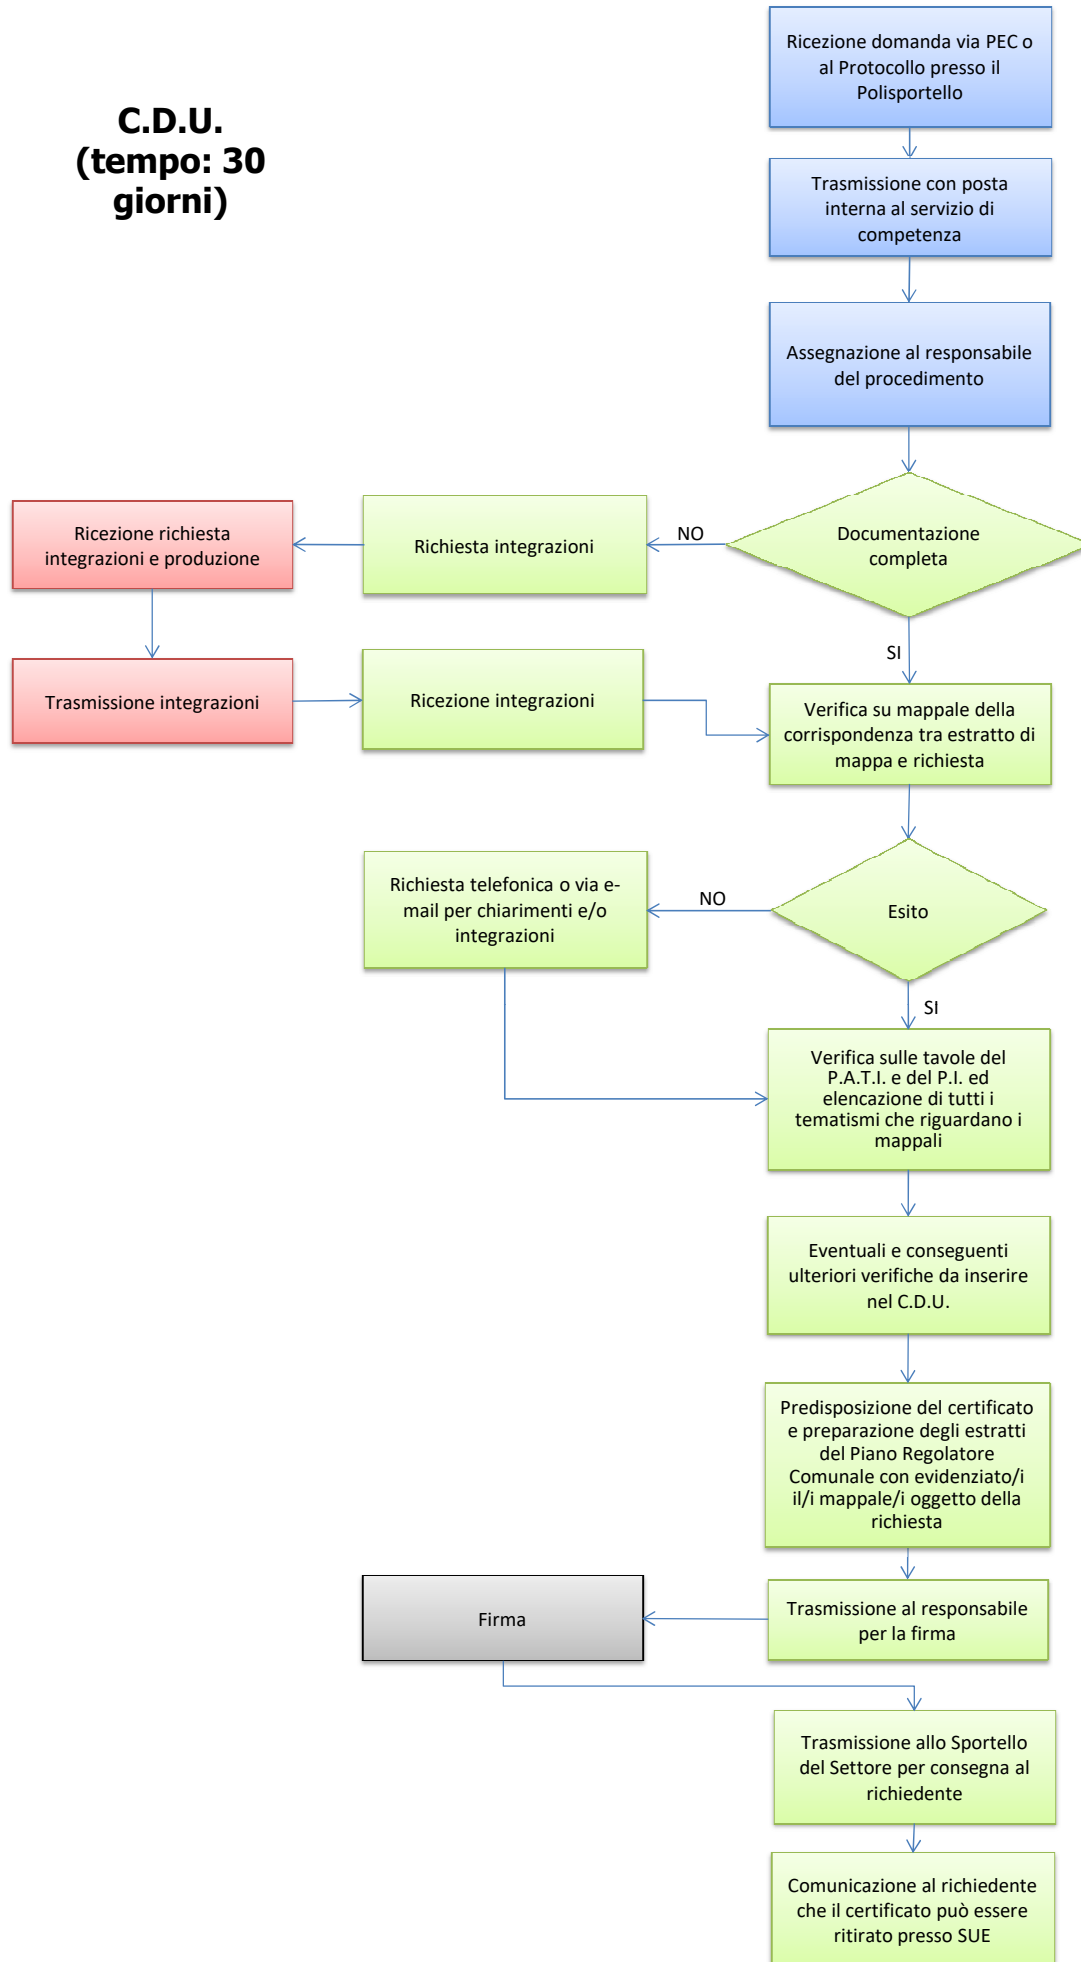 C.D.U.
(tempo: 30
giorni)
Ricezione domanda via PEC o
al Protocollo presso il
Polisportello
Trasmissione con posta
interna al servizio di
competenza
Assegnazione al responsabile
del procedimento
Documentazione
completa
NO
Richiesta integrazioni
Ricezione richiesta
integrazioni e produzione
Trasmissione integrazioni
Ricezione integrazioni
SI
Verifica su mappale della
corrispondenza tra estratto di
mappa e richiesta
Esito
NO
Richiesta telefonica o via e-
mail per chiarimenti e/o
integrazioni
SI
Verifica sulle tavole del
P.A.T.I. e del P.I. ed
elencazione di tutti i
tematismi che riguardano i
mappali
Eventuali e conseguenti
ulteriori verifiche da inserire
nel C.D.U.
Predisposizione del certificato
e preparazione degli estratti
del Piano Regolatore
Comunale con evidenziato/i
il/i mappale/i oggetto della
richiesta
Trasmissione al responsabile
per la firma
Firma
Trasmissione allo Sportello
del Settore per consegna al
richiedente
Comunicazione al richiedente
che il certificato può essere
ritirato presso SUE